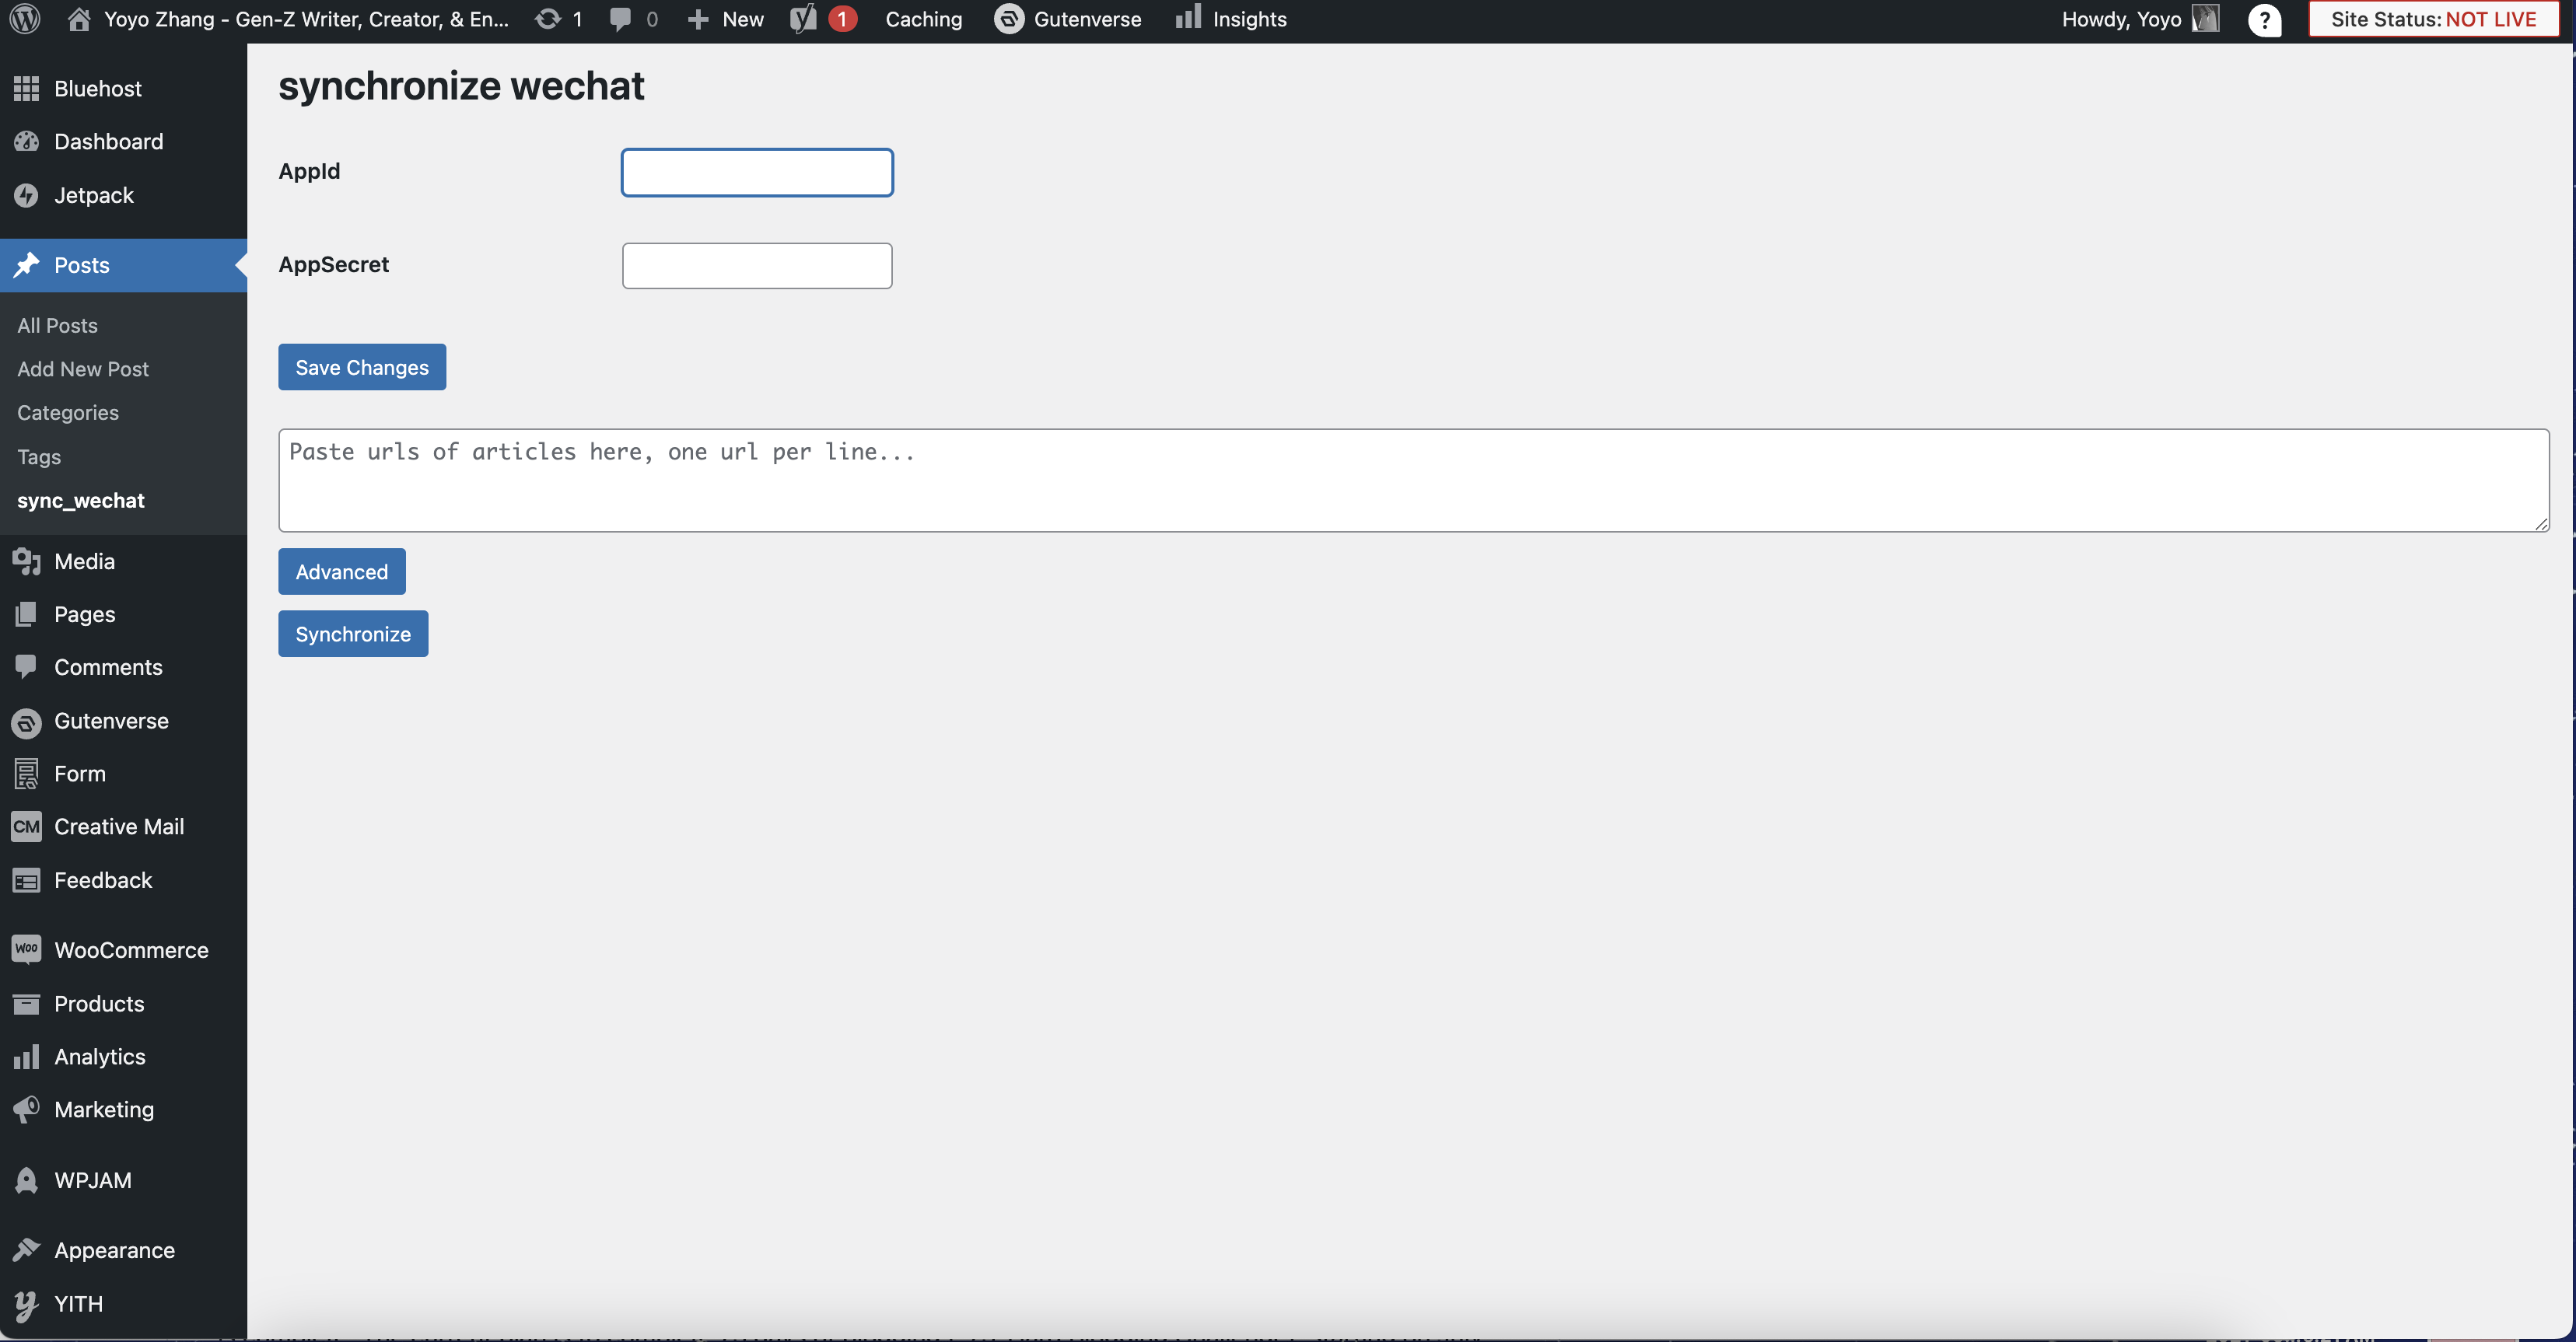 Yoyo Zhang - Gen-Z Writer, Creator, & En... 1 0 New 1 Caching Gutenverse Insights Howdy, Yoyo ? Site Status: NOT LIVE
Bluehost
Dashboard
Jetpack
Posts
All Posts
Add New Post
Categories
Tags
sync_wechat
Media
Pages
Comments
Gutenverse
Form
CM Creative Mail
Feedback
Woo WooCommerce
Products
Analytics
Marketing
WPJAM
Appearance
YITH
synchronize wechat
AppId
AppSecret
Save Changes
Paste urls of articles here, one url per line...
Advanced
Synchronize